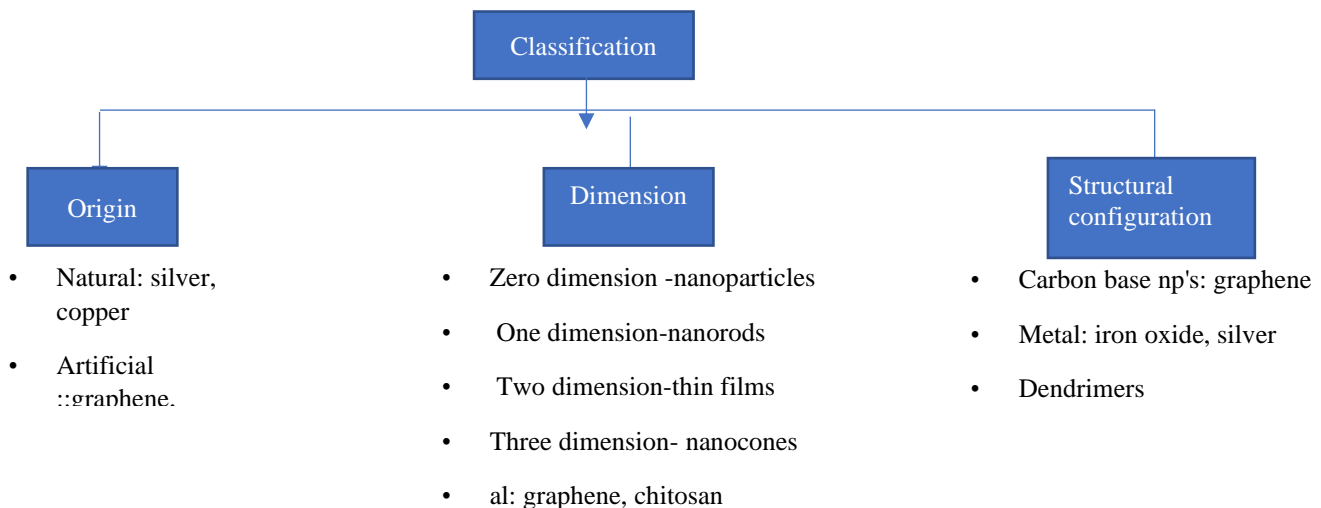 Classification
Origin
• Natural: silver,
copper
• Artificial
::graphene,
Dimension
• Zero dimension -nanoparticles
• One dimension-nanorods
• Two dimension-thin films
• Three dimension- nanocones
• al: graphene, chitosan
Structural
configuration
• Carbon base np's: graphene
• Metal: iron oxide, silver
• Dendrimers